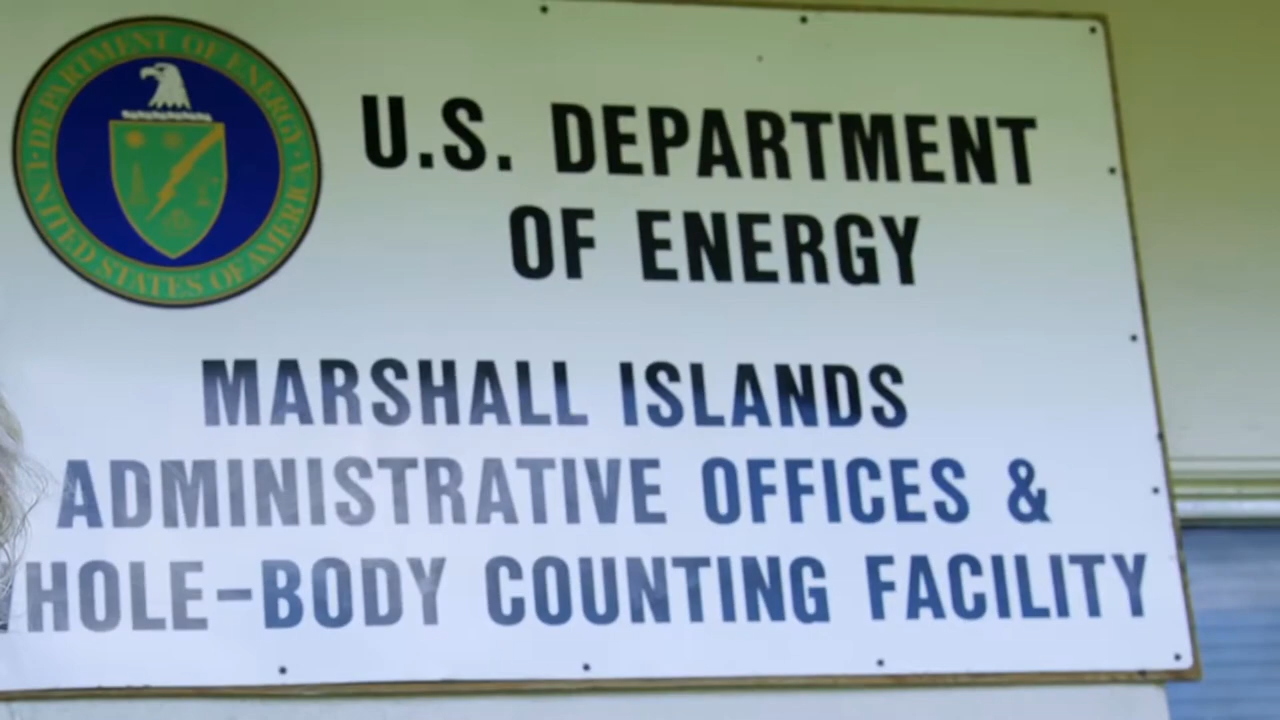 DEPARTMENT OF ENERGY
UNITED STATES OF AMERICA
U.S. DEPARTMENT
OF ENERGY
MARSHALL ISLANDS
ADMINISTRATIVE OFFICES &
HOLE-BODY COUNTING FACILITY